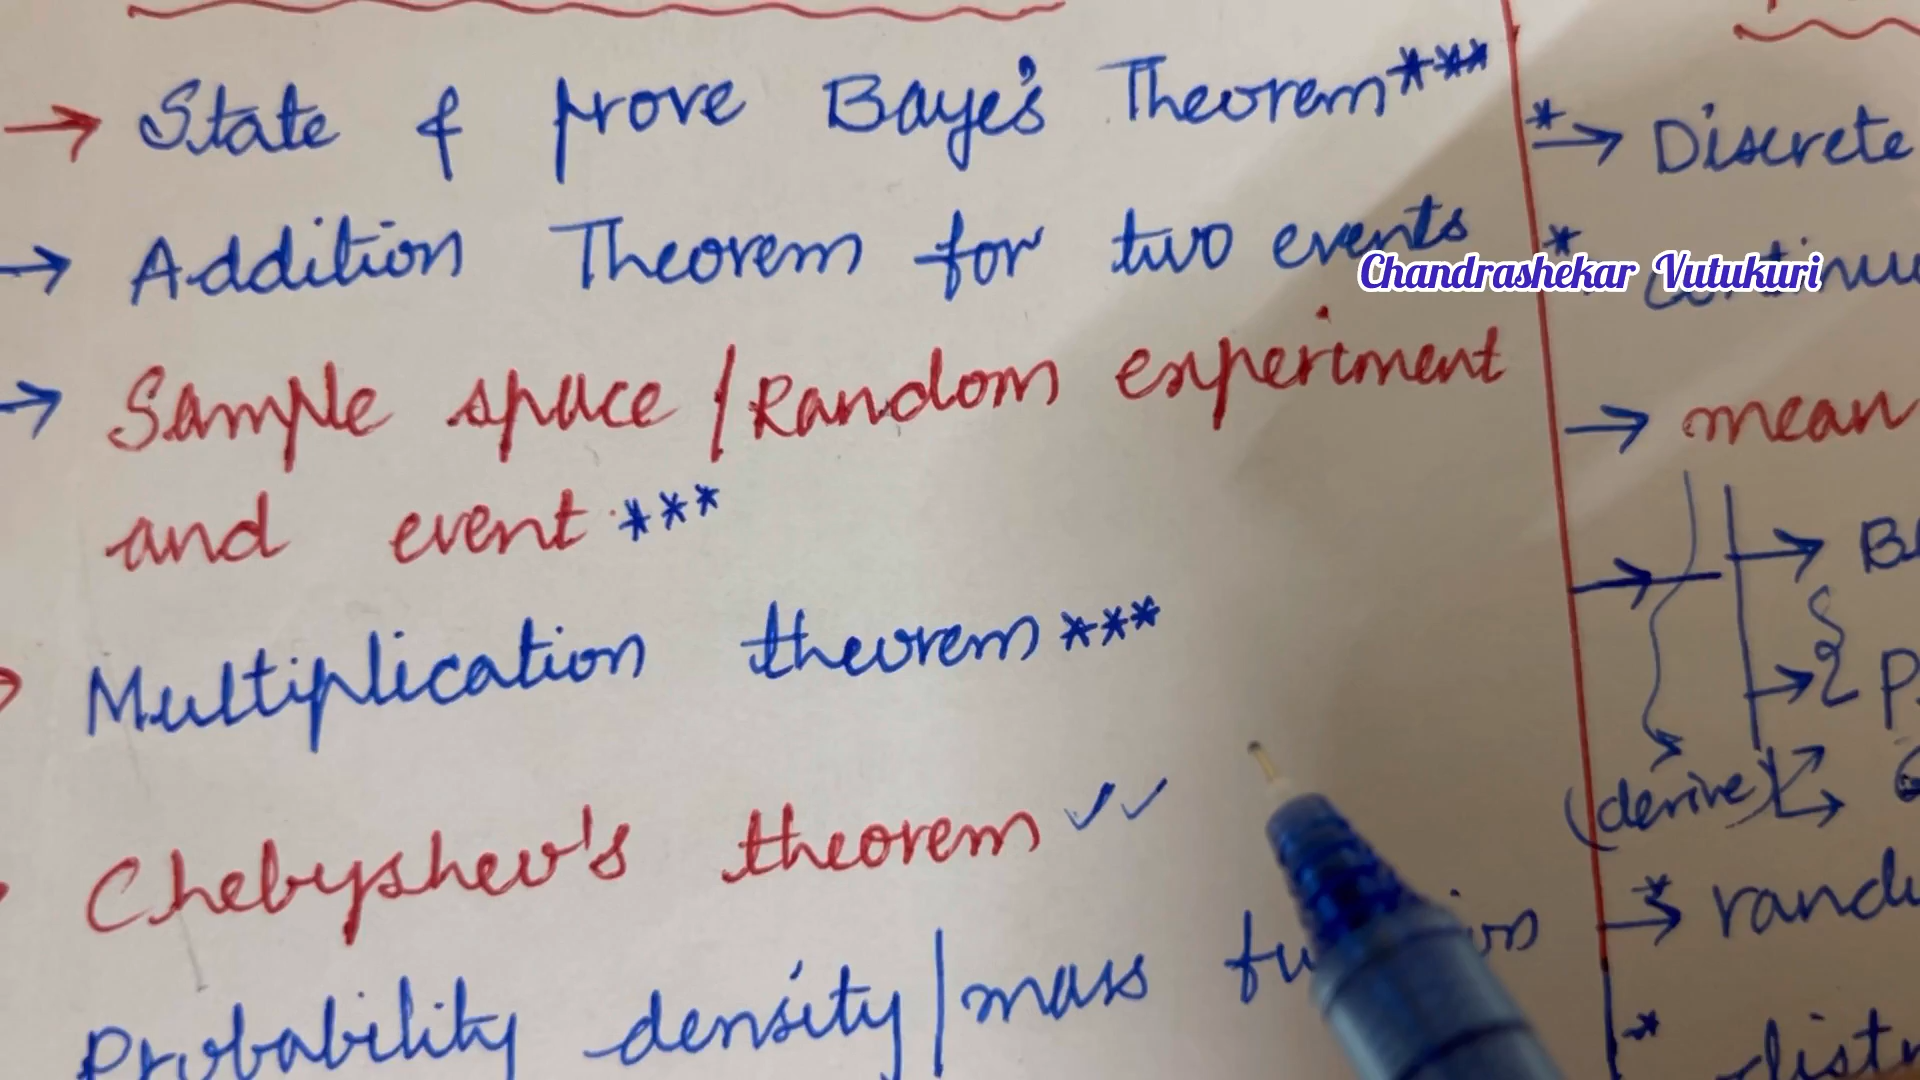 → State & prove Baye's Theorem***
→ Addition Theorem for two events
→ Sample space / Random experiment
and event ***
Multiplication theorem ***
Chebyshev's theorem ✓✓
Probability density / mass
* → Discrete
*
Chandrashekar Vutukuri
→ mean
(derive)
*